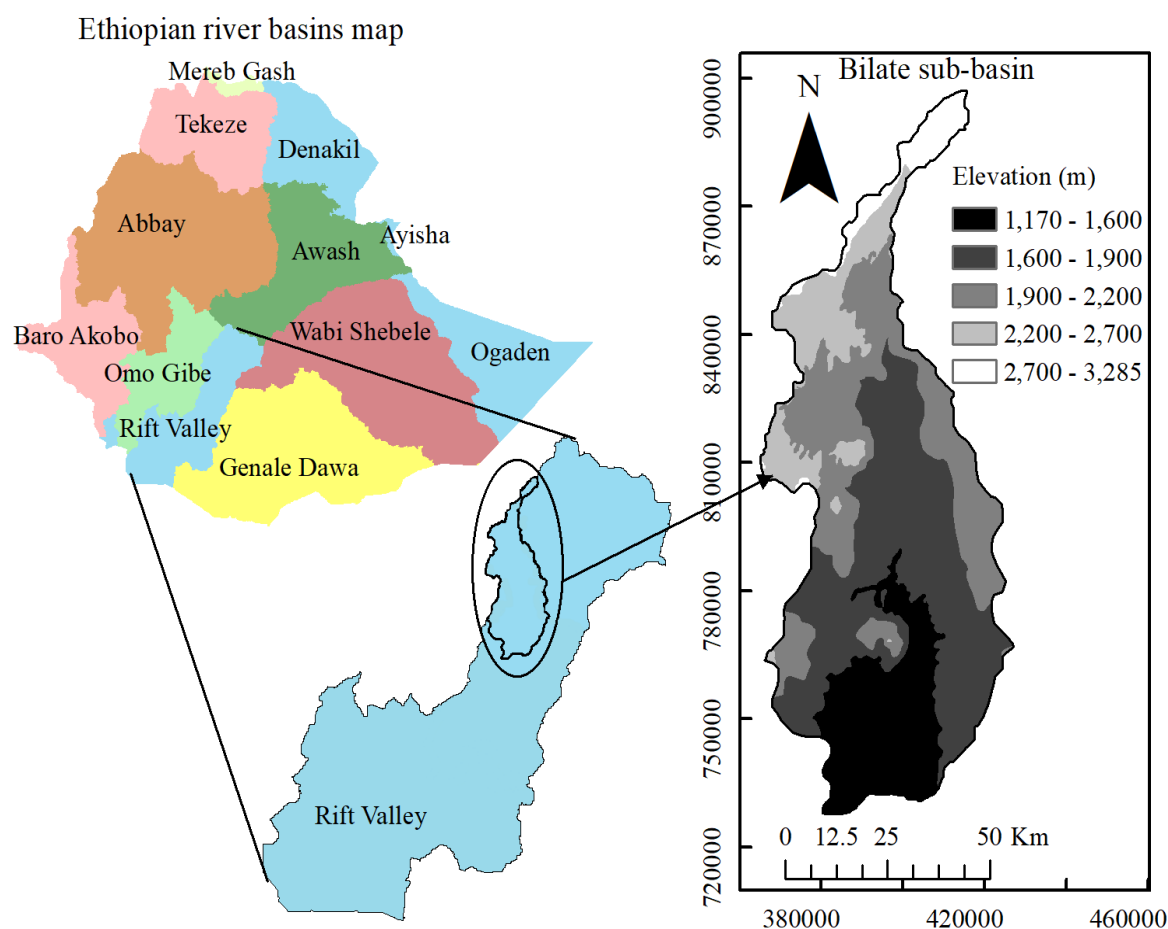 Ethiopian river basins map
Mereb Gash
Tekeze
Denakil
Abbay
Ayisha
Awash
Baro Akobo
Wabi Shebele
Ogaden
Omo Gibe
Rift Valley
Genale Dawa
Rift Valley
Bilate sub-basin
N
Elevation (m)
1,170 - 1,600
1,600 - 1,900
1,900 - 2,200
2,200 - 2,700
2,700 - 3,285
900000
870000
840000
810000
780000
750000
720000
0 12.5 25 50 Km
380000 420000 460000